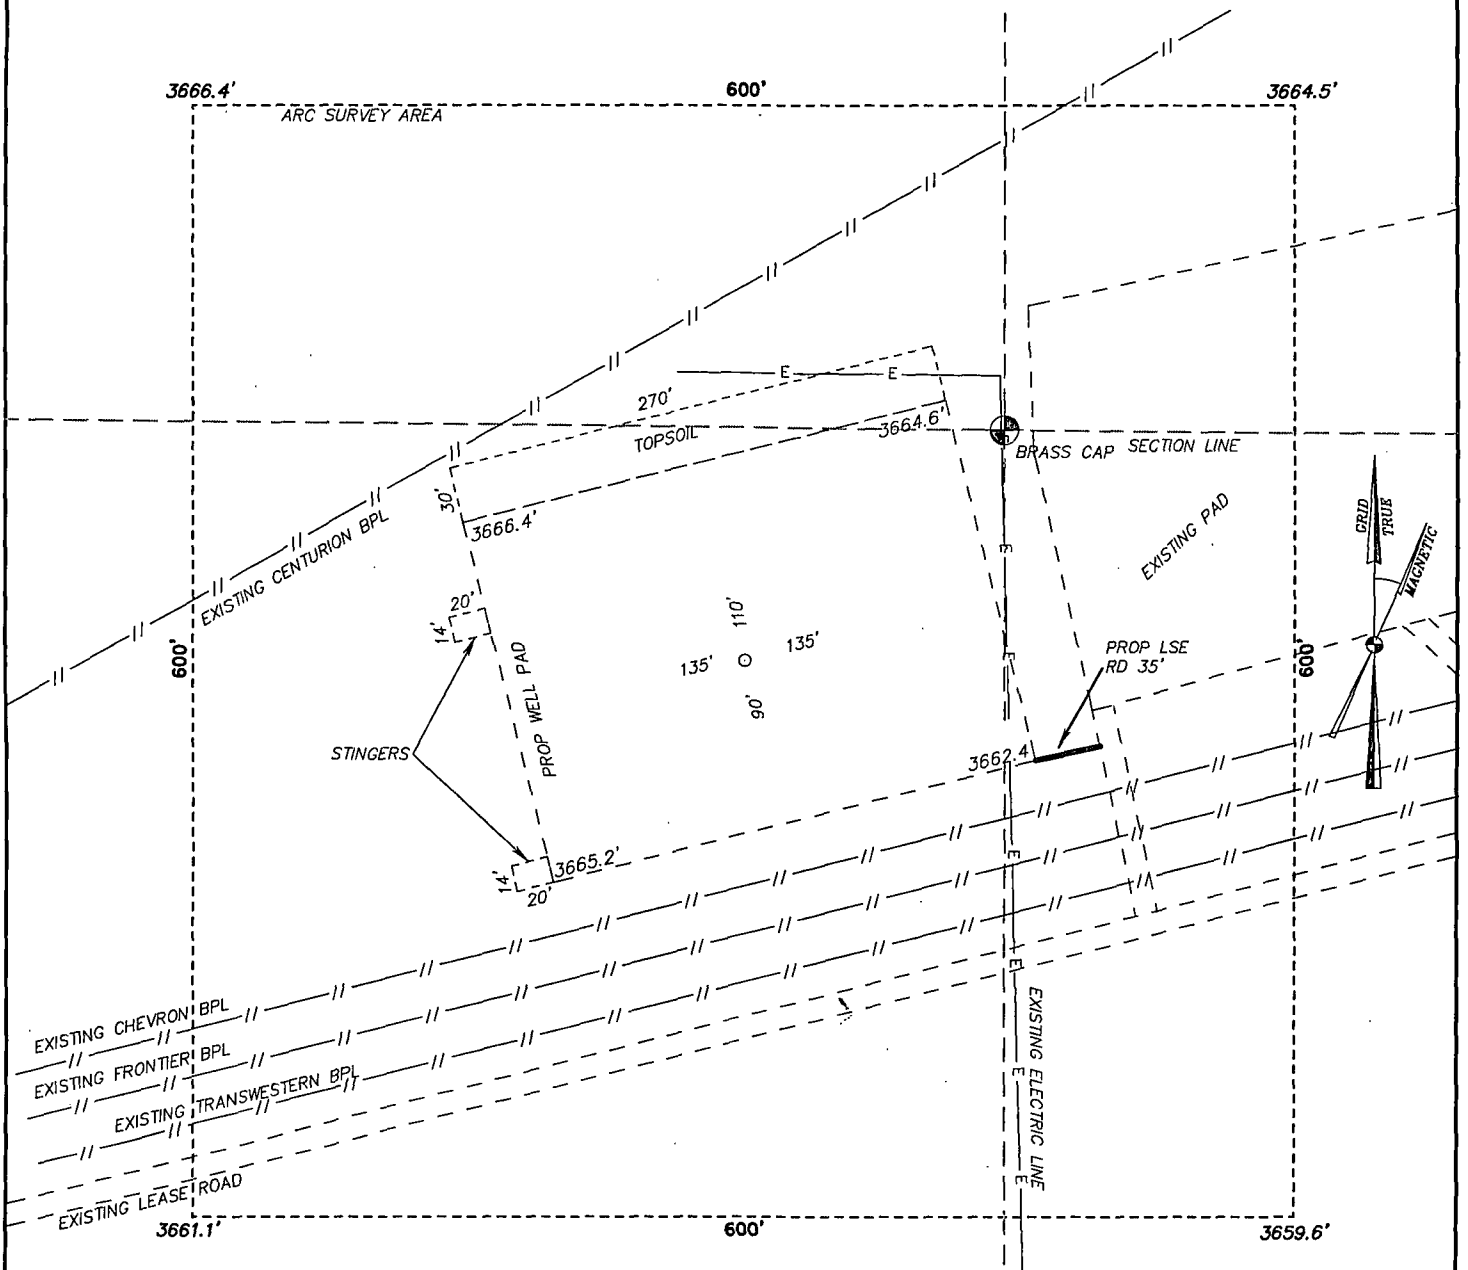 3666.4'
600'
3664.5'
ARC SURVEY AREA
E
E
270'
TOPSOIL
3664.6'
BRASS CAP
SECTION LINE
30'
3666.4'
EXISTING CENTURION BPL
E
EXISTING PAD
GRID
TRUE
MAGNETIC
20'
14'
110'
135'
135'
90'
600'
600'
E
PROP WELL PAD
PROP LSE
RD 35'
STINGERS
3662.4
3665.2'
14'
20'
E
E
EXISTING CHEVRON BPL
EXISTING FRONTIER BPL
EXISTING TRANSWESTERN BPL
EXISTING ELECTRIC LINE
E
E
EXISTING LEASE ROAD
3661.1'
600'
3659.6'